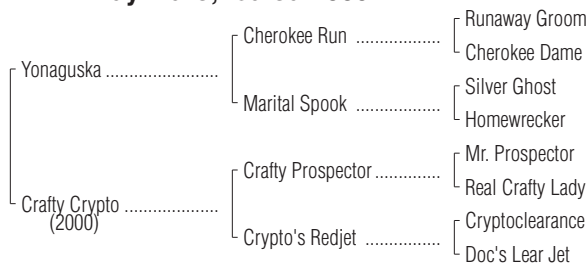 Runaway Groom
Cherokee Run ..................
Cherokee Dame
Yonaguska ........................
Silver Ghost
Marital Spook .................
Homewrecker
Mr. Prospector
Crafty Prospector................
Real Crafty Lady
Crafty Crypto ....................
(2000)
Cryptoclearance
Crypto's Redjet ...............
Doc's Lear Jet